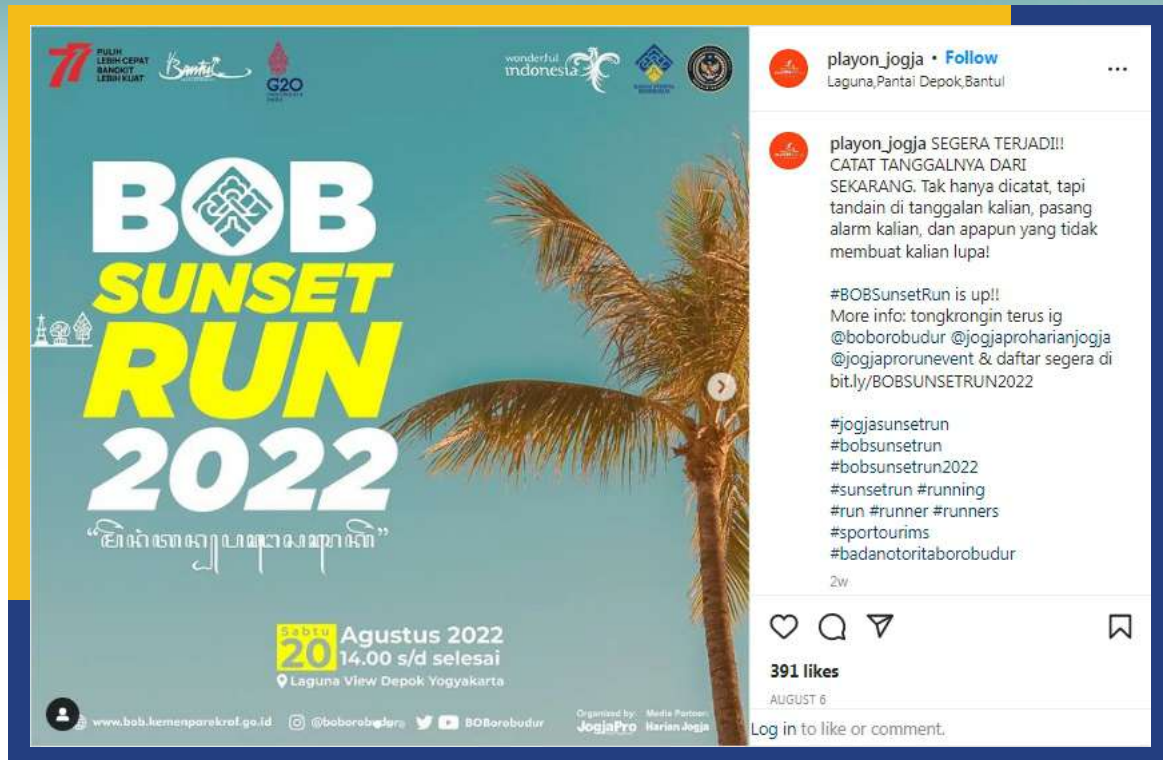 77 PULIH
LEBIH CEPAT
BANGKIT
LEBIH KUAT
Bantul
G20
wonderful
indonesia
BOB
SUNSET
RUN
2022
Sabtu
20
Agustus 2022
14.00 s/d selesai
Laguna View Depok Yogyakarta
www.bob.kemenparekraf.go.id
@boborobudur
BOBorobudur
Organized by:
JogjaPro
Media Partner:
Harian Jogja
playon_jogja • Follow
Laguna,Pantai Depok,Bantul
playon_jogja SEGERA TERJADI!!
CATAT TANGGALNYA DARI
SEKARANG. Tak hanya dicatat, tapi
tandain di tanggalan kalian, pasang
alarm kalian, dan apapun yang tidak
membuat kalian lupa!
#BOBSunsetRun is up!!
More info: tongkrongin terus ig
@boborobudur @jogjaproharianjogja
@jogjaprorunevent & daftar segera di
bit.ly/BOBSUNSETRUN2022
#jogjasunsetrun
#bobsunsetrun
#bobsunsetrun2022
#sunsetrun #running
#run #runner #runners
#sportourims
#badanotoritaborobudur
2w
391 likes
AUGUST 6
Log in to like or comment.